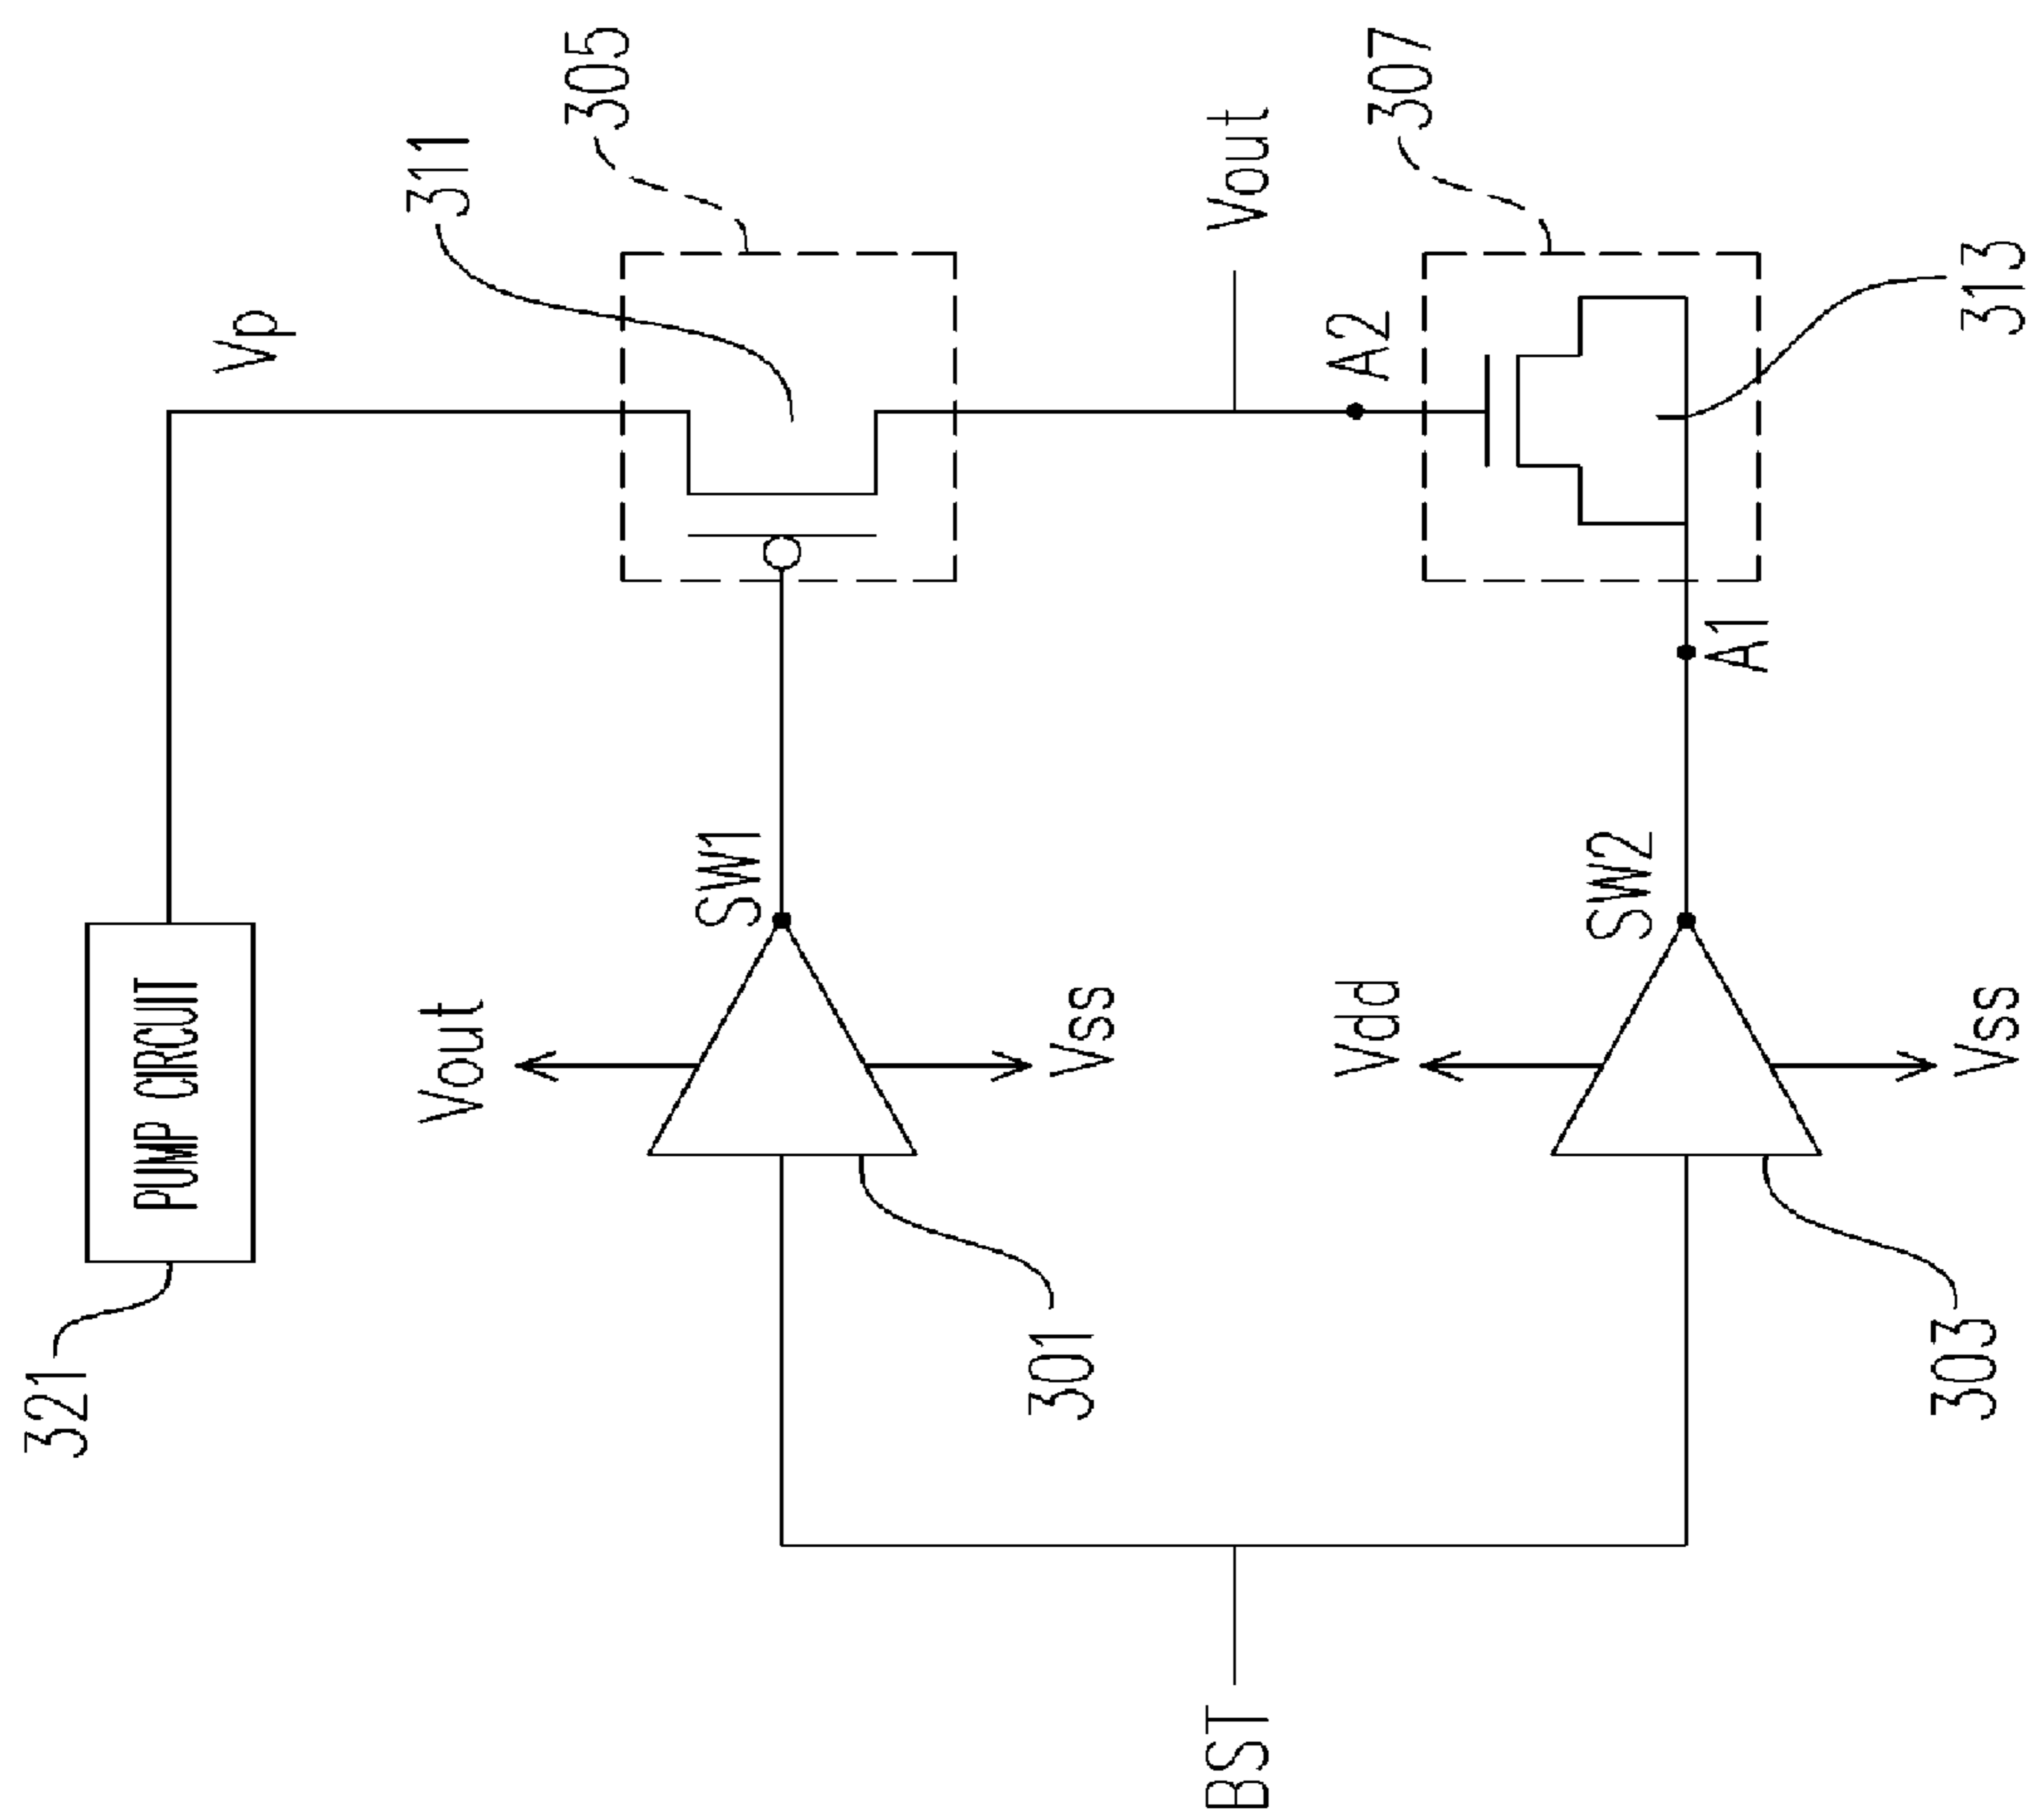 321
PUMP CIRCUIT
Vp
311
305
Vout
SW1
Vss
301
BST
Vout
A2
307
Vdd
SW2
A1
Vss
303
313